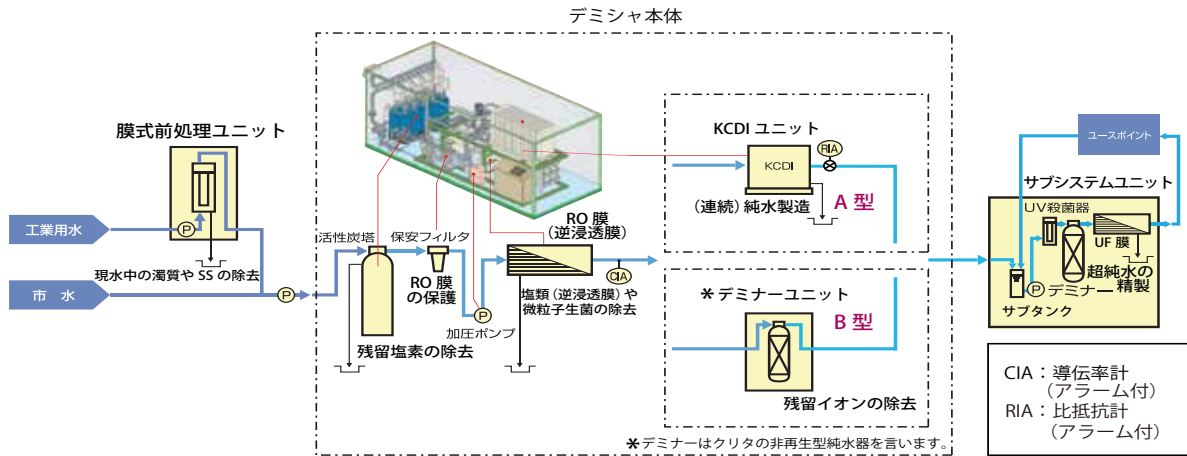 デミシャ本体
膜式前処理ユニット
P
工業用水
現水中の濁質や SS の除去
市 水
P
活性炭塔
保安フィルタ
RO 膜
の保護
P
加圧ポンプ
残留塩素の除去
RO 膜
(逆浸透膜)
CIA
塩類 (逆浸透膜) や
微粒子生菌の除去
KCDI ユニット
KCDI
RIA
(連続) 純水製造
A 型
*デミナーユニット
B 型
残留イオンの除去
*デミナーはクリタの非再生型純水器を言います。
ユースポイント
サブシステムユニット
UV殺菌器
UF 膜
超純水の
精製
P
デミナー
サブタンク
CIA：導伝率計
(アラーム付)
RIA：比抵抗計
(アラーム付)